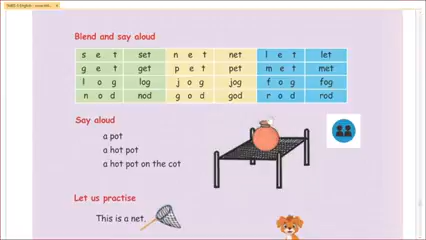 Blend and say aloud
s e t set n e t net l e t let
g e t get p e t pet m e t met
l o g log j o g jog f o g fog
n o d nod g o d god r o d rod
Say aloud
a pot
a hot pot
a hot pot on the cot
Let us practise
This is a net.